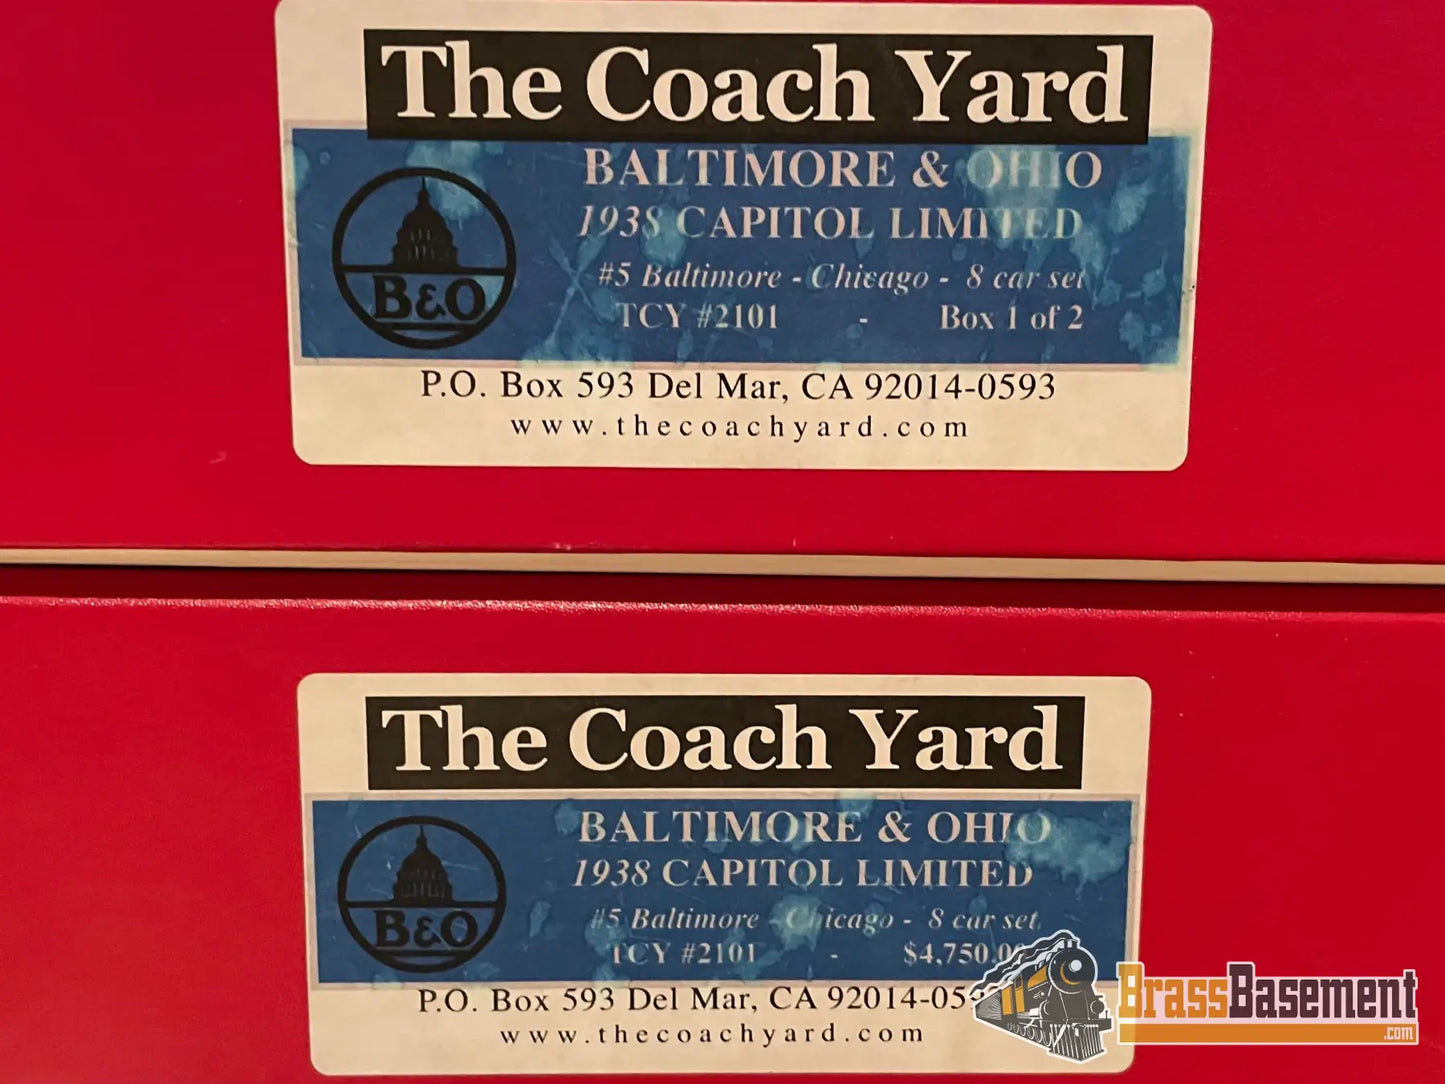 The Coach Yard
BALTIMORE & OHIO
1938 CAPITOL LIMITED
#5 Baltimore - Chicago - 8 car set
TCY #2101 - Box 1 of 2
B&O
P.O. Box 593 Del Mar, CA 92014-0593
www.thecoachyard.com
The Coach Yard
BALTIMORE & OHIO
1938 CAPITOL LIMITED
#5 Baltimore - Chicago - 8 car set
TCY #2101 - $4,750.00
B&O
P.O. Box 593 Del Mar, CA 92014-059
www.thecoachyard.com
BrassBasement
.com